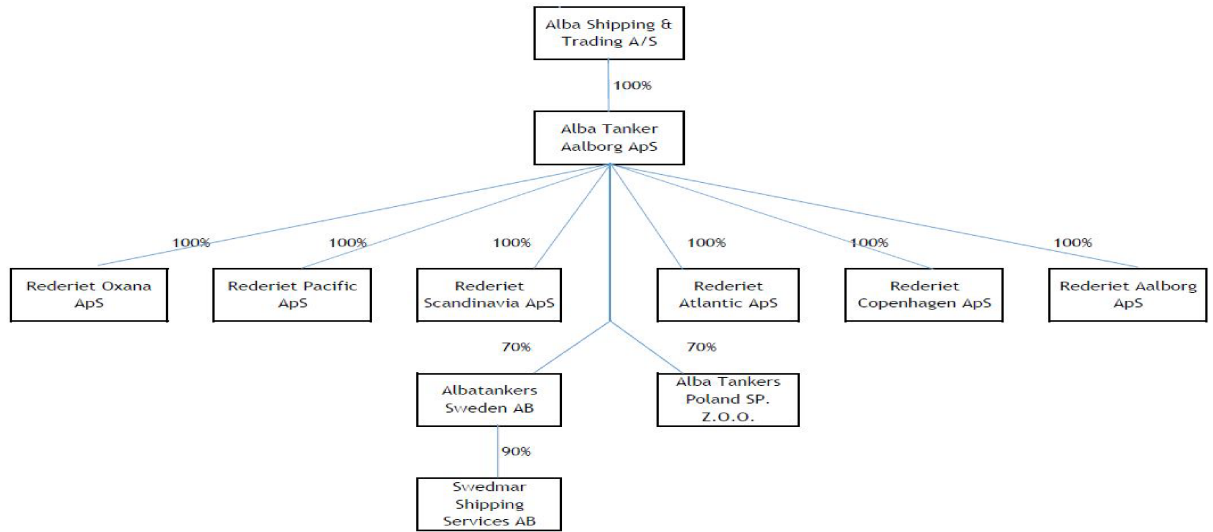 Alba Shipping &
Trading A/S
100%
Alba Tanker
Aalborg ApS
100%
100%
100%
100%
100%
100%
Rederiet Oxana
ApS
Rederiet Pacific
ApS
Rederiet
Scandinavia ApS
Rederiet
Atlantic ApS
Rederiet
Copenhagen ApS
Rederiet Aalborg
ApS
70%
70%
Albatankers
Sweden AB
Alba Tankers
Poland SP.
Z.O.O.
90%
Swedmar
Shipping
Services AB